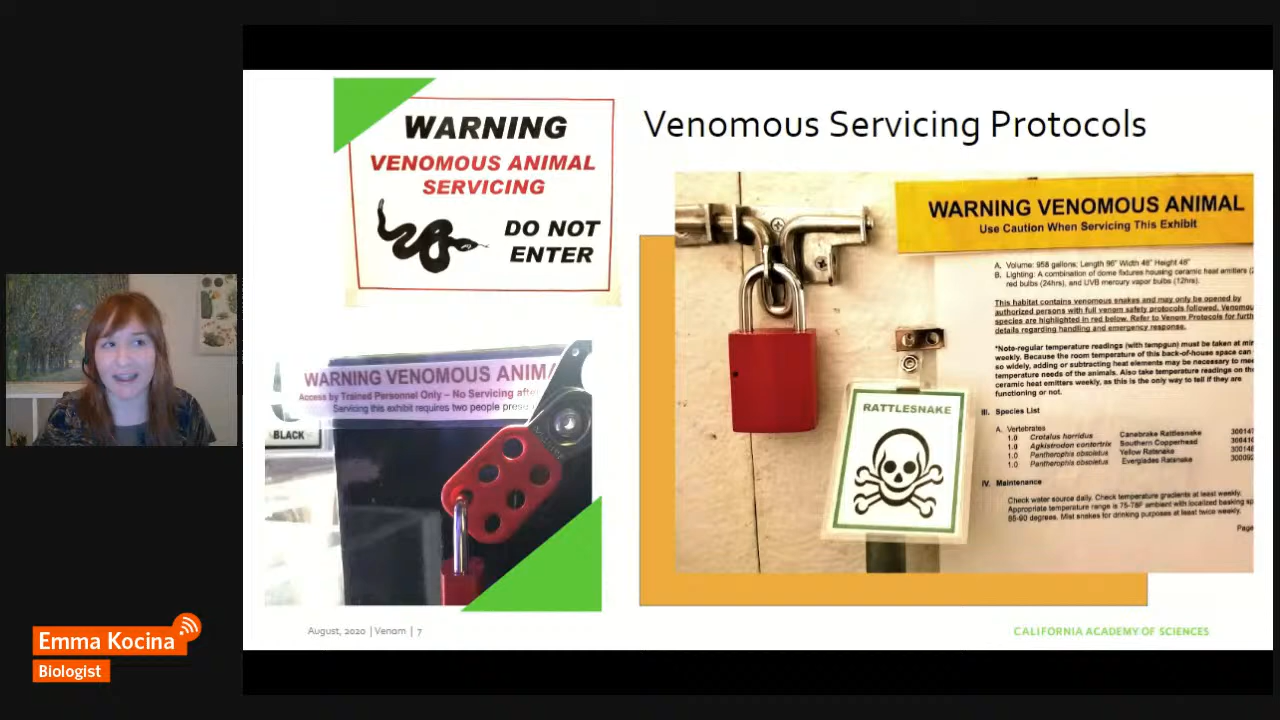 WARNING
VENOMOUS ANIMAL
SERVICING
DO NOT
ENTER
Venomous Servicing Protocols
WARNING VENOMOUS ANIMA
Access by Trained Personnel Only – No Servicing afte
Servicing this exhibit requires two people prese
BLACK
WARNING VENOMOUS ANIMAL
Use Caution When Servicing This Exhibit
A. Volume: 958 gallons; Length 96" Width 48" Height 48"
B. Lighting: A combination of dome fixtures housing ceramic heat emitters (2
red bulbs (24hrs), and UVB mercury vapor bulbs (12hrs).
This habitat contains venomous snakes and may only be opened by
authorized persons with full venom safety protocols followed. Venomou
species are highlighted in red below. Refer to Venom Protocols for furth
details regarding handling and emergency response.
*Note-regular temperature readings (with tempgun) must be taken at min
weekly. Because the room temperature of this back-of-house space can
so widely, adding or subtracting heat elements may be necessary to mee
temperature needs of the animals. Also take temperature readings on the
ceramic heat emitters weekly, as this is the only way to tell if they are
functioning or not.
III. Species List
A. Vertebrates
1.0 Crotalus horridus Canebrake Rattlesnake
1.0 Agkistrodon contortrix Southern Copperhead
1.0 Pantherophis obsoletus Yellow Ratsnake
1.0 Pantherophis obsoletus Everglades Ratsnake
IV. Maintenance
Check water source daily. Check temperature gradients at least weekly.
Appropriate temperature range is 75-78F ambient with localized basking sp
85-90 degrees. Mist snakes for drinking purposes at least twice weekly.
Page
RATTLESNAKE
August, 2020 | Venom | 7
CALIFORNIA ACADEMY OF SCIENCES
Emma Kocina
Biologist